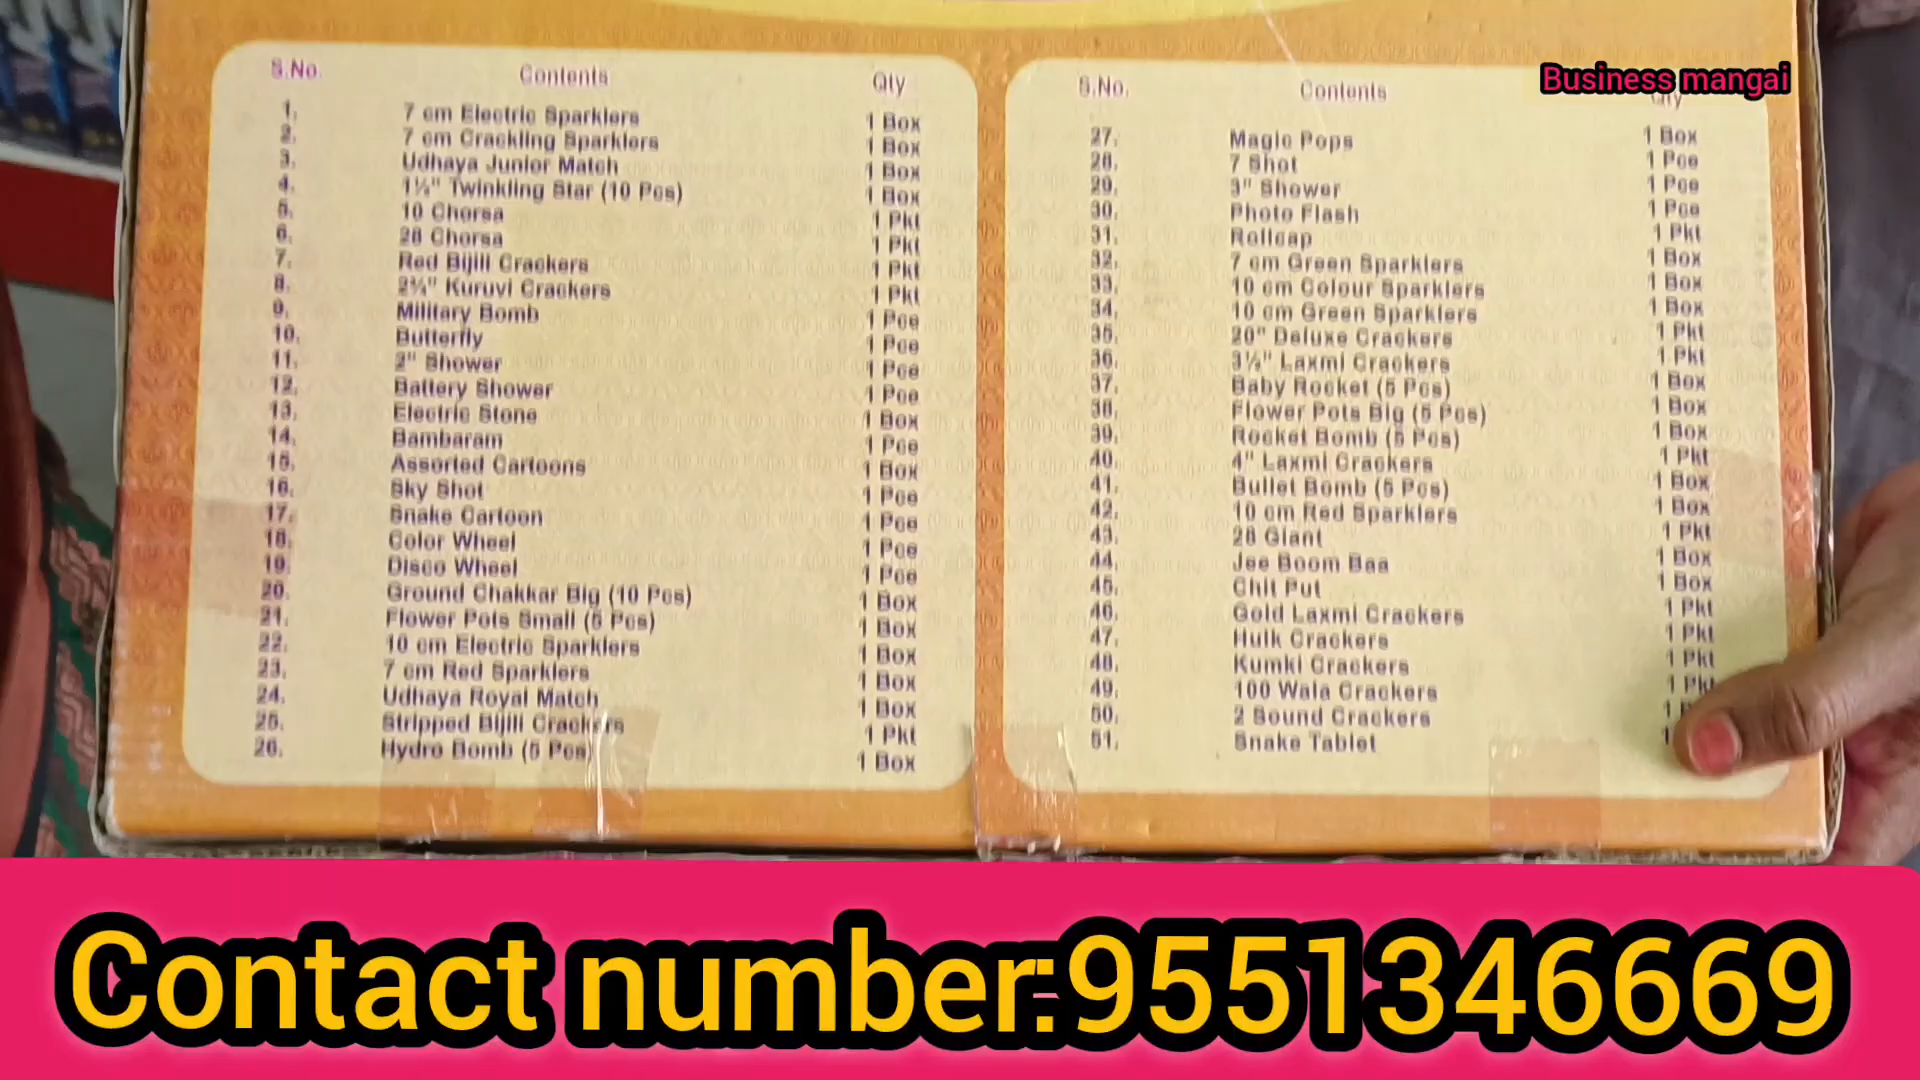 S.No. Contents Qty
1. 7 cm Electric Sparklers 1 Box
2. 7 cm Crackling Sparklers 1 Box
3. Udhaya Junior Match 1 Box
4. 1½" Twinkling Star (10 Pcs) 1 Box
5. 10 Chorsa 1 Pkt
6. 28 Chorsa 1 Pkt
7. Red Bijili Crackers 1 Pkt
8. 2¾" Kuruvi Crackers 1 Pkt
9. Military Bomb 1 Pce
10. Butterfly 1 Pce
11. 2" Shower 1 Pce
12. Battery Shower 1 Pce
13. Electric Stone 1 Box
14. Bambaram 1 Pce
15. Assorted Cartoons 1 Box
16. Sky Shot 1 Pce
17. Snake Cartoon 1 Pce
18. Color Wheel 1 Pce
19. Disco Wheel 1 Pce
20. Ground Chakkar Big (10 Pcs) 1 Box
21. Flower Pots Small (5 Pcs) 1 Box
22. 10 cm Electric Sparklers 1 Box
23. 7 cm Red Sparklers 1 Box
24. Udhaya Royal Match 1 Box
25. Stripped Bijili Crackers 1 Pkt
26. Hydro Bomb (5 Pcs) 1 Box
Business mangai
S.No. Contents Qty
27. Magic Pops 1 Box
28. 7 Shot 1 Pce
29. 3" Shower 1 Pce
30. Photo Flash 1 Pce
31. Rollcap 1 Pkt
32. 7 cm Green Sparklers 1 Box
33. 10 cm Colour Sparklers 1 Box
34. 10 cm Green Sparklers 1 Box
35. 20" Deluxe Crackers 1 Pkt
36. 3½" Laxmi Crackers 1 Pkt
37. Baby Rocket (5 Pcs) 1 Box
38. Flower Pots Big (5 Pcs) 1 Box
39. Rocket Bomb (5 Pcs) 1 Box
40. 4" Laxmi Crackers 1 Pkt
41. Bullet Bomb (5 Pcs) 1 Box
42. 10 cm Red Sparklers 1 Box
43. 28 Giant 1 Pkt
44. Jee Boom Baa 1 Box
45. Chit Put 1 Box
46. Gold Laxmi Crackers 1 Pkt
47. Hulk Crackers 1 Pkt
48. Kumki Crackers 1 Pkt
49. 100 Wala Crackers 1 Pkt
50. 2 Sound Crackers 1
51. Snake Tablet 1
Contact number:9551346669